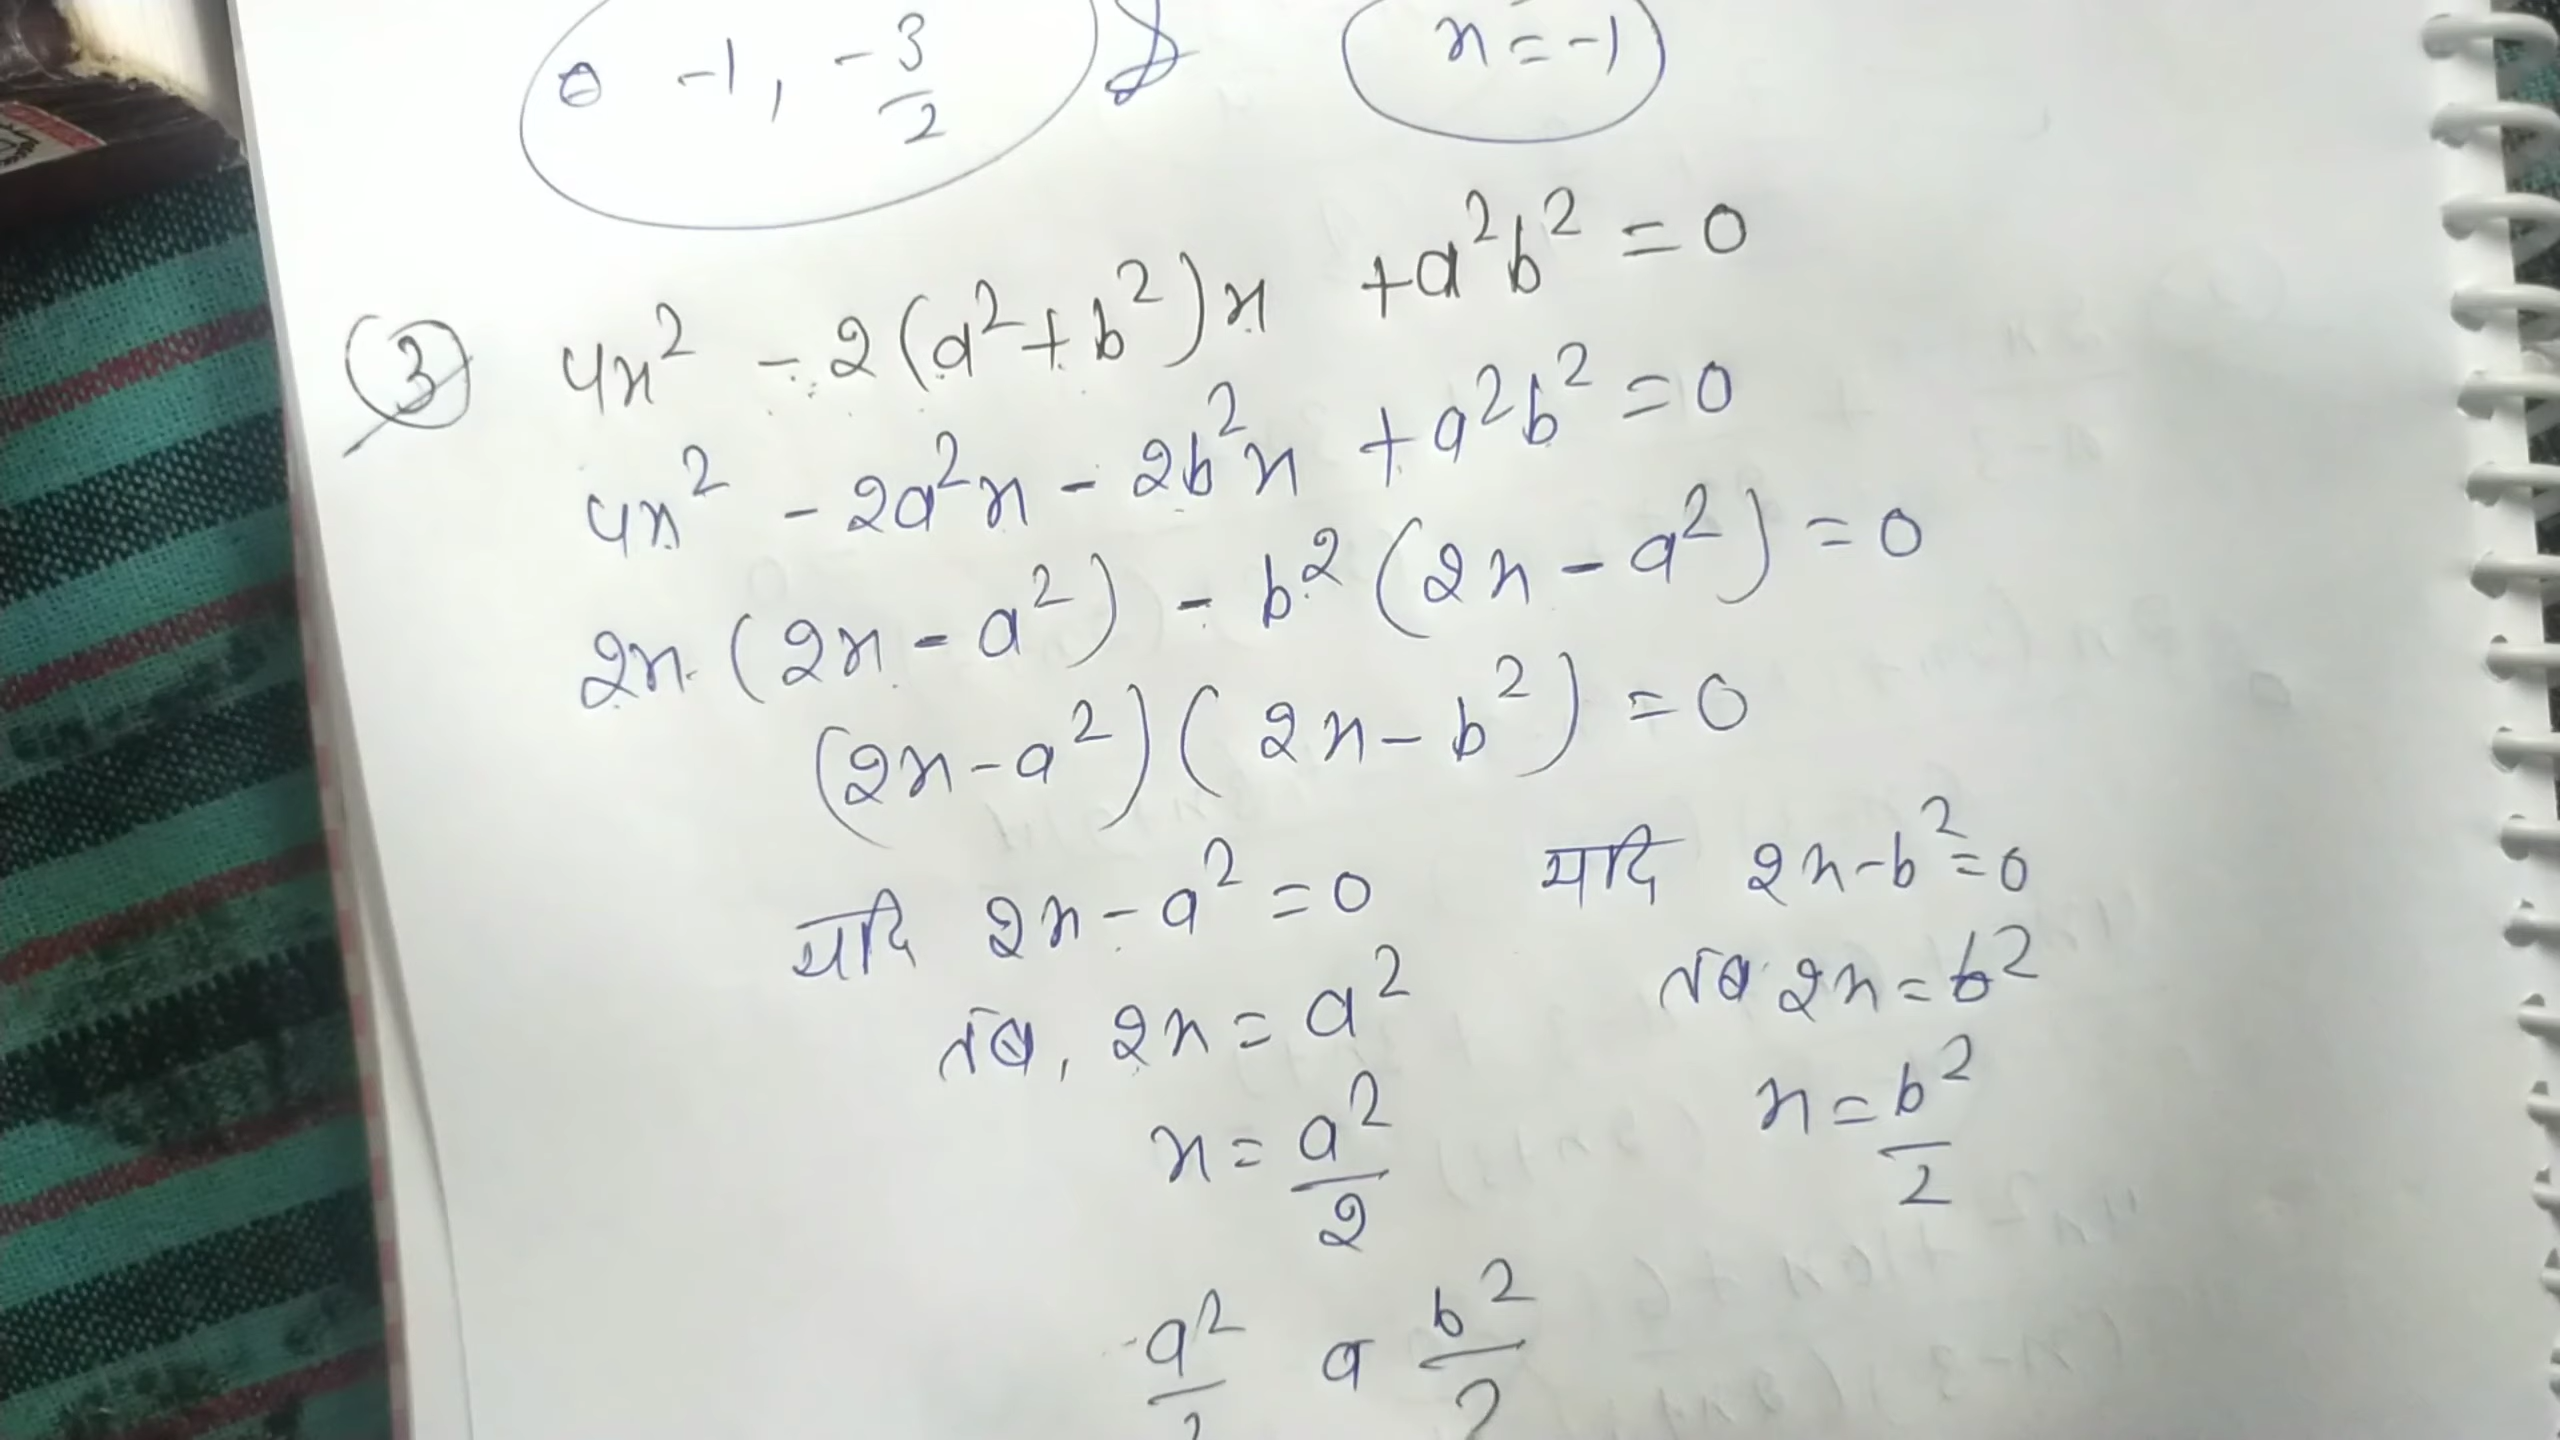 -1, -3/2 x = -1
③ 4x² - 2(a² + b²)x + a²b² = 0
4x² - 2a²x - 2b²x + a²b² = 0
2x (2x - a²) - b² (2x - a²) = 0
(2x - a²) (2x - b²) = 0
यदि 2x - a² = 0 यदि 2x - b² = 0
तब, 2x = a² तब 2x = b²
x = a²/2 x = b²/2
a²/2 व b²/2